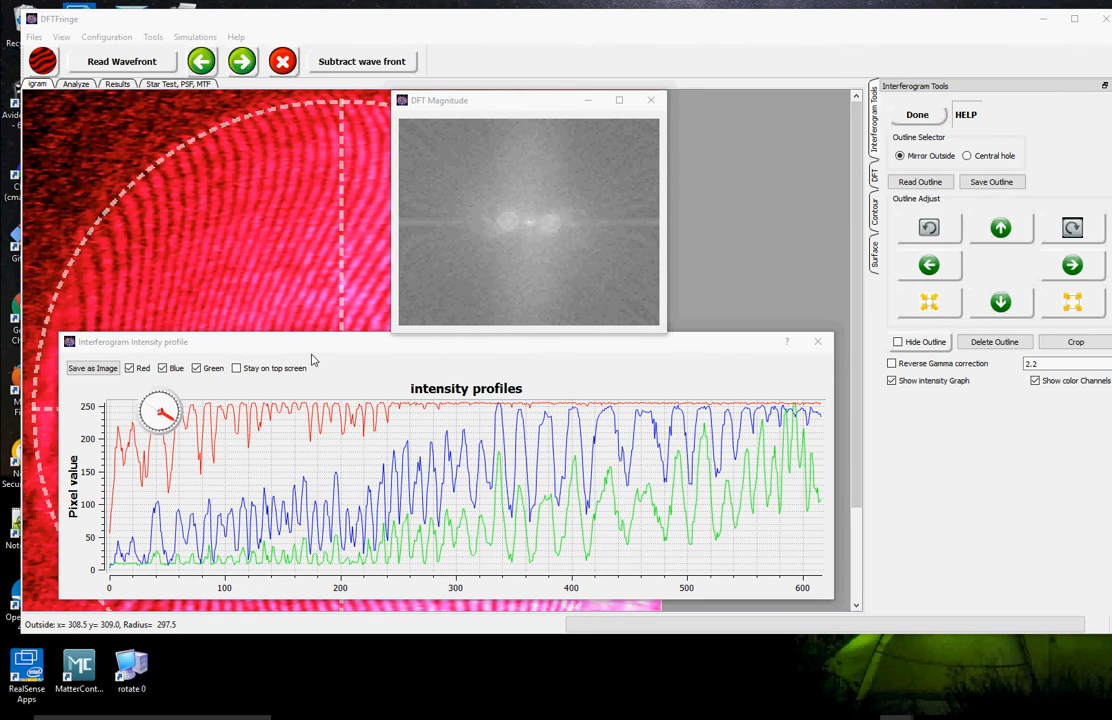 DFTFringe
Files View Configuration Tools Simulations Help
Read Wavefront Subtract wave front
igram Analyze Results Star Test, PSF, MTF
DFT Magnitude
Interferogram Intensity profile ?
Save as Image Red Blue Green Stay on top screen
intensity profiles
Pixel value
250
200
150
100
50
0
0 100 200 300 400 500 600
Outside: x= 308.5 y= 309.0, Radius= 297.5
Interferogram Tools
DFT
Contour
Surface
Interferogram Tools
Done HELP
Outline Selector
Mirror Outside Central hole
Read Outline Save Outline
Outline Adjust
Hide Outline Delete Outline Crop
Reverse Gamma correction 2.2
Show intensity Graph Show color Channels
RealSense
Apps
MatterCont...
rotate 0